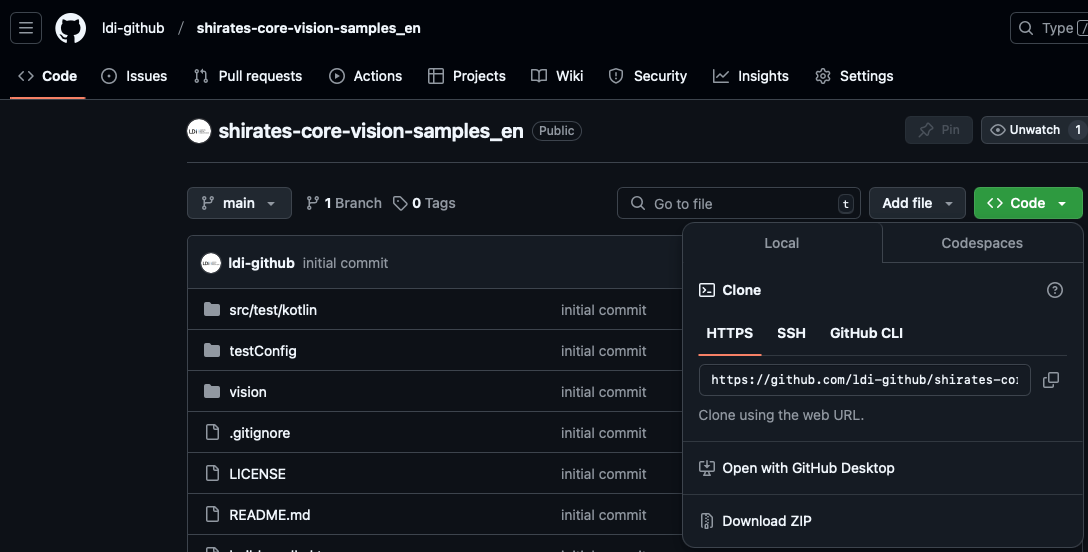 ldi-github / shirates-core-vision-samples_en
Type /
Code Issues Pull requests Actions Projects Wiki Security Insights Settings
shirates-core-vision-samples_en Public
Pin Unwatch 1
main 1 Branch 0 Tags
Go to file t
Add file Code
ldi-github initial commit
src/test/kotlin initial commit
testConfig initial commit
vision initial commit
.gitignore initial commit
LICENSE initial commit
README.md initial commit
Local Codespaces
Clone
HTTPS SSH GitHub CLI
https://github.com/ldi-github/shirates-co
Clone using the web URL.
Open with GitHub Desktop
Download ZIP